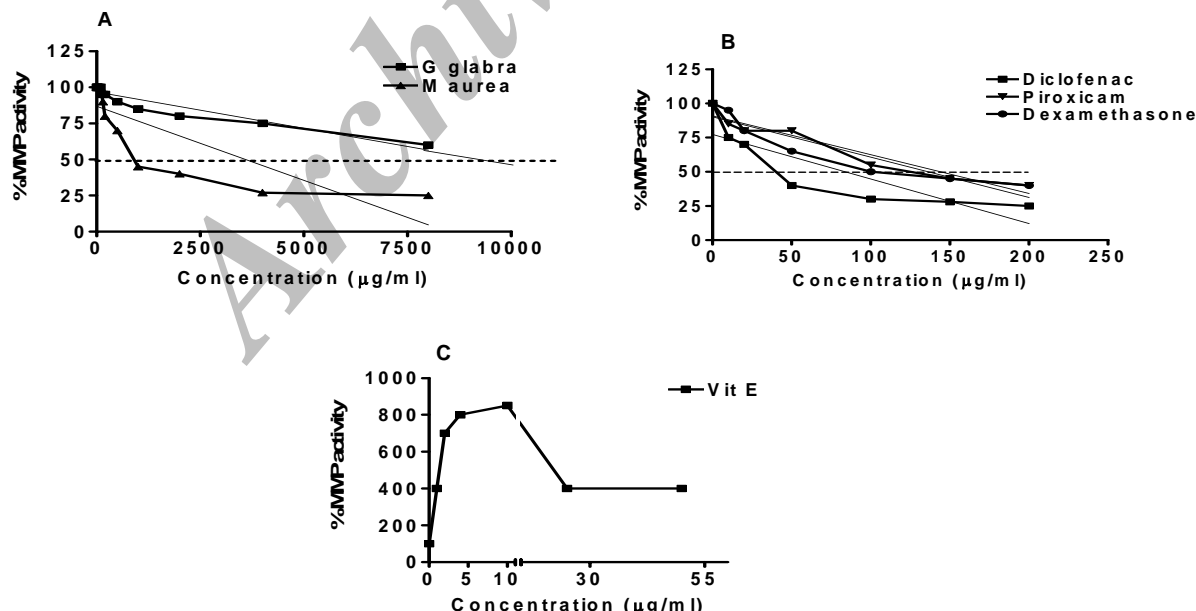 A
125
100
75
50
25
0
%MMPactivity
0 2500 5000 7500 10000
Concentration (µg/ml)
G glabra
M aurea
B
125
100
75
50
25
0
%MMPactivity
0 50 100 150 200 250
Concentration (µg/ml)
Diclofenac
Piroxicam
Dexamethasone
C
1000
800
600
400
200
0
%MMPactivity
0 5 10 30 55
Concentration (µg/ml)
Vit E
Archiv